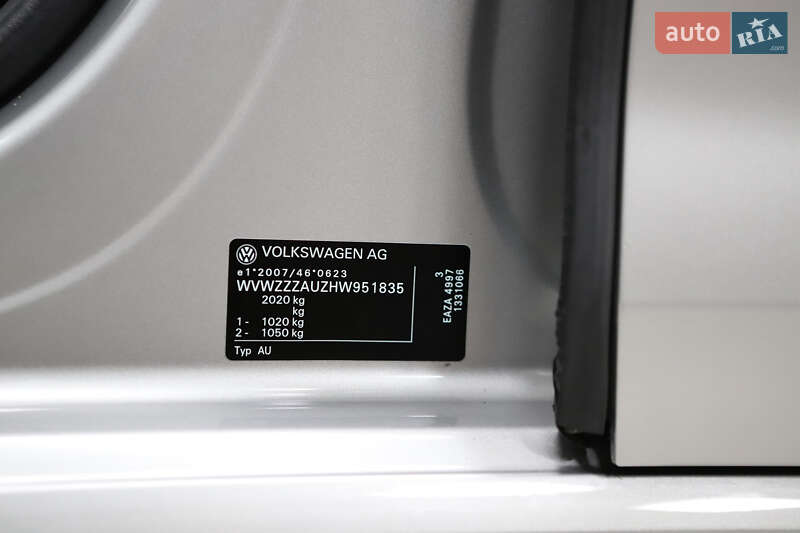 auto RIA
.com
VOLKSWAGEN AG
e1*2007/46*0623
WVWZZZAUZHW951835
2020 kg
kg
1- 1020 kg
2- 1050 kg
Typ AU
3
EAZA 4997
1331066